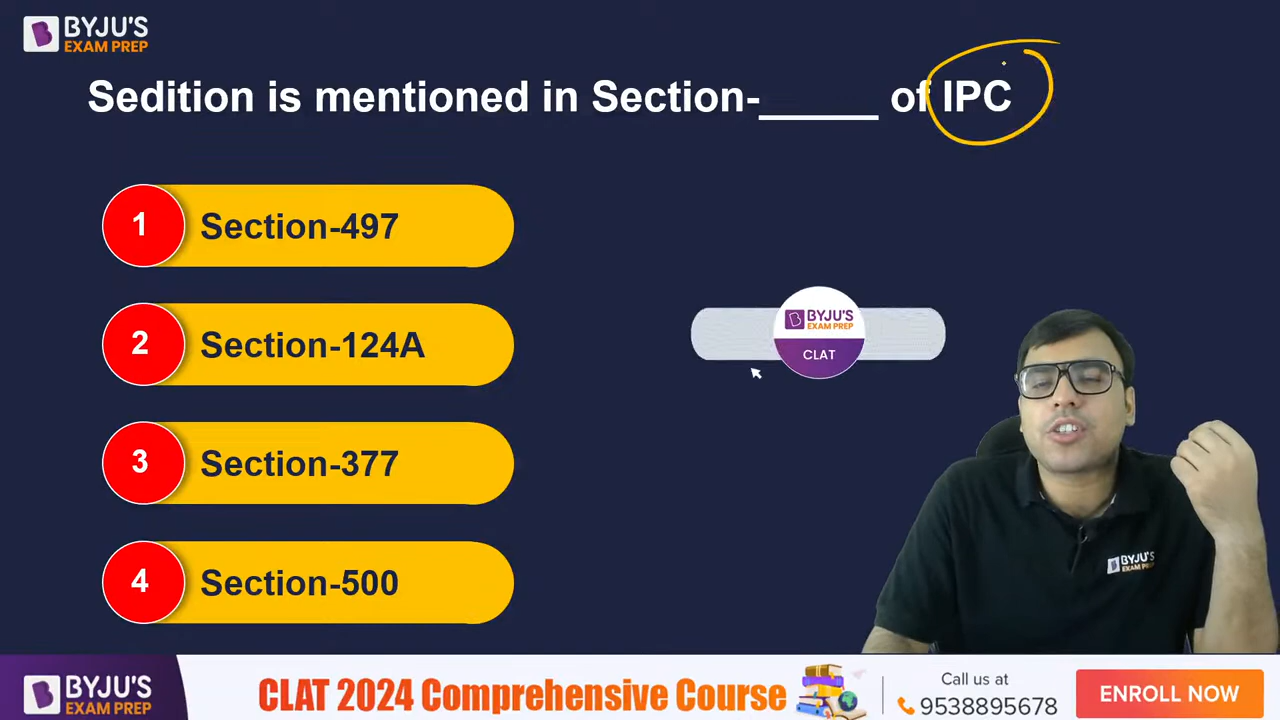 BYJU'S
EXAM PREP
Sedition is mentioned in Section-_____ of IPC
1 Section-497
2 Section-124A
3 Section-377
4 Section-500
BYJU'S
EXAM PREP
CLAT
BYJU'S
EXAM PREP
BYJU'S
EXAM PREP
CLAT 2024 Comprehensive Course
Call us at
9538895678
ENROLL NOW